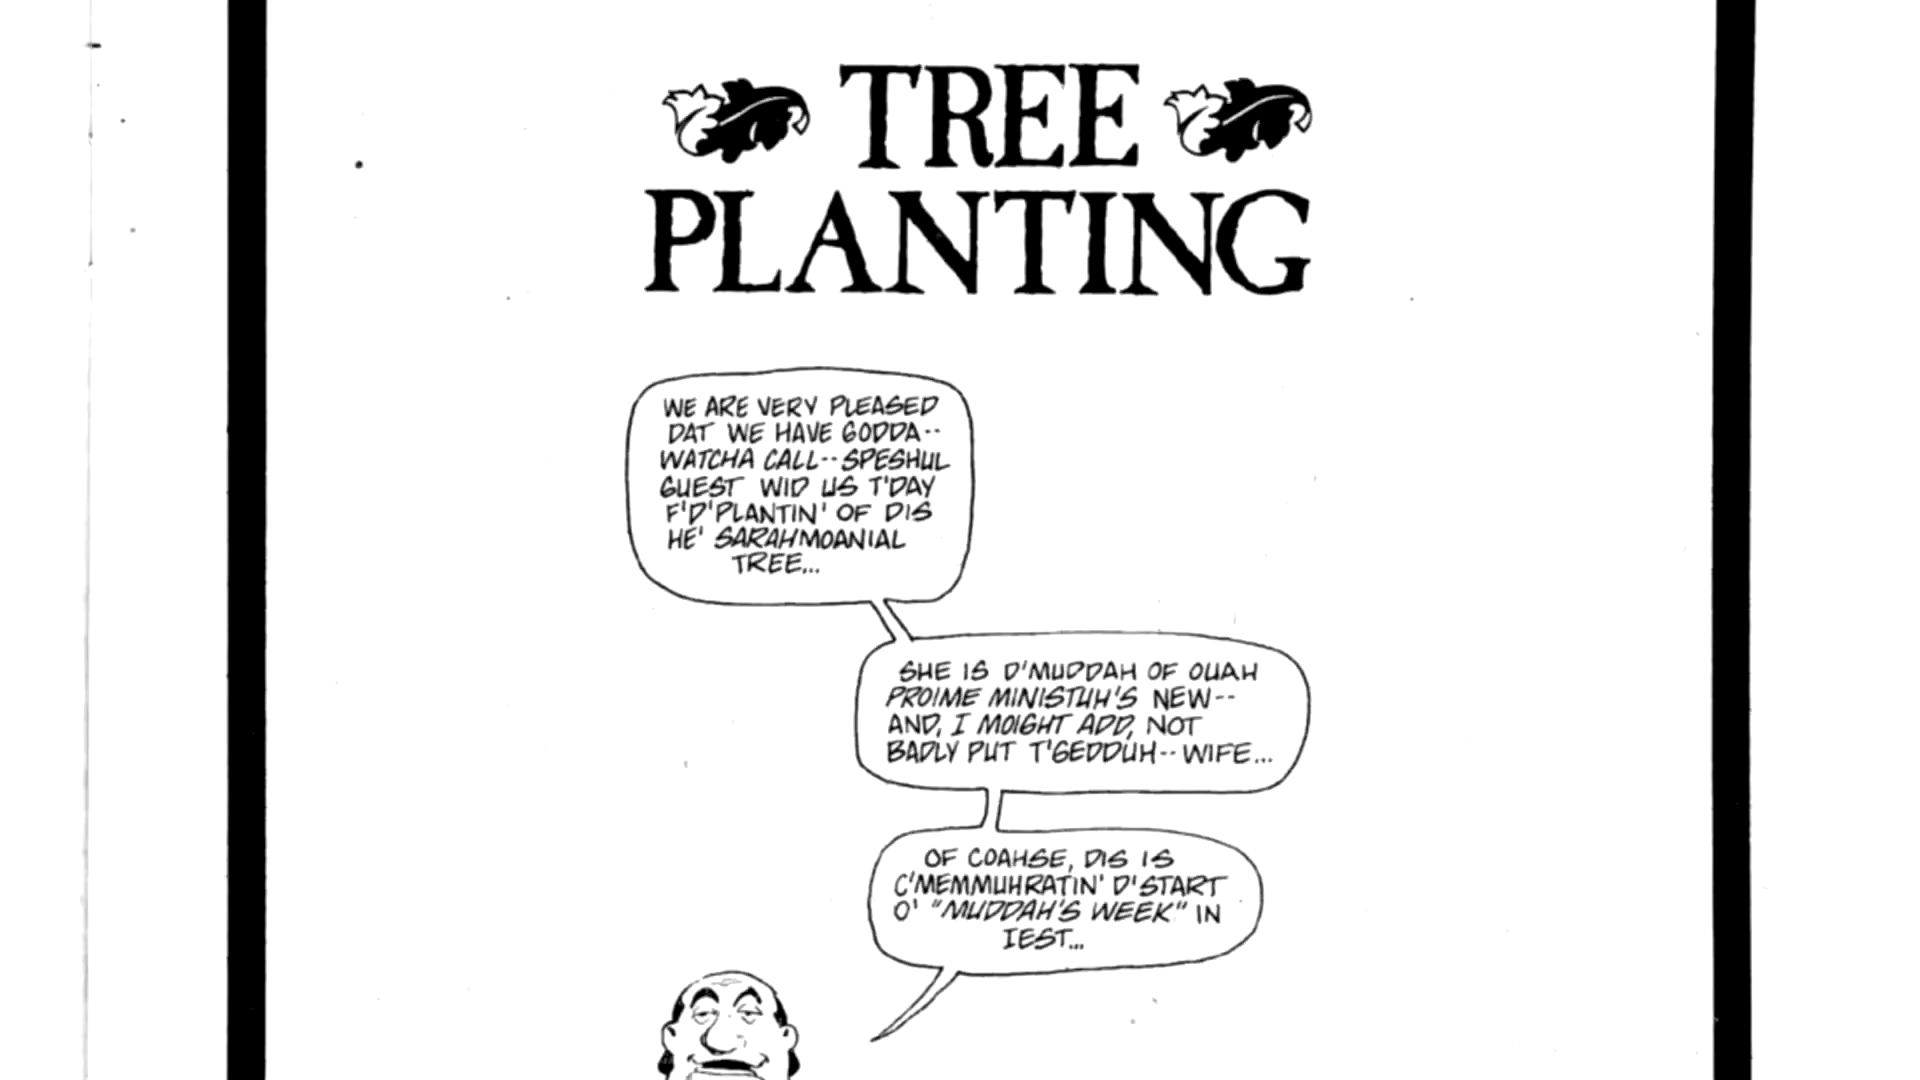 TREE
PLANTING
WE ARE VERY PLEASED
DAT WE HAVE GODDA--
WATCHA CALL--SPESHUL
GUEST WID US T'DAY
F'D'PLANTIN' OF DIS
HE' SARAHMOANIAL
TREE...
SHE IS D'MUDDAH OF OUAH
PROIME MINISTUH'S NEW--
AND, I MOIGHT ADD, NOT
BADLY PUT T'GEDDUH--WIFE...
OF COAHSE, DIS IS
C'MEMMUHRATIN' D'START
O' "MUDDAH'S WEEK" IN
IEST...